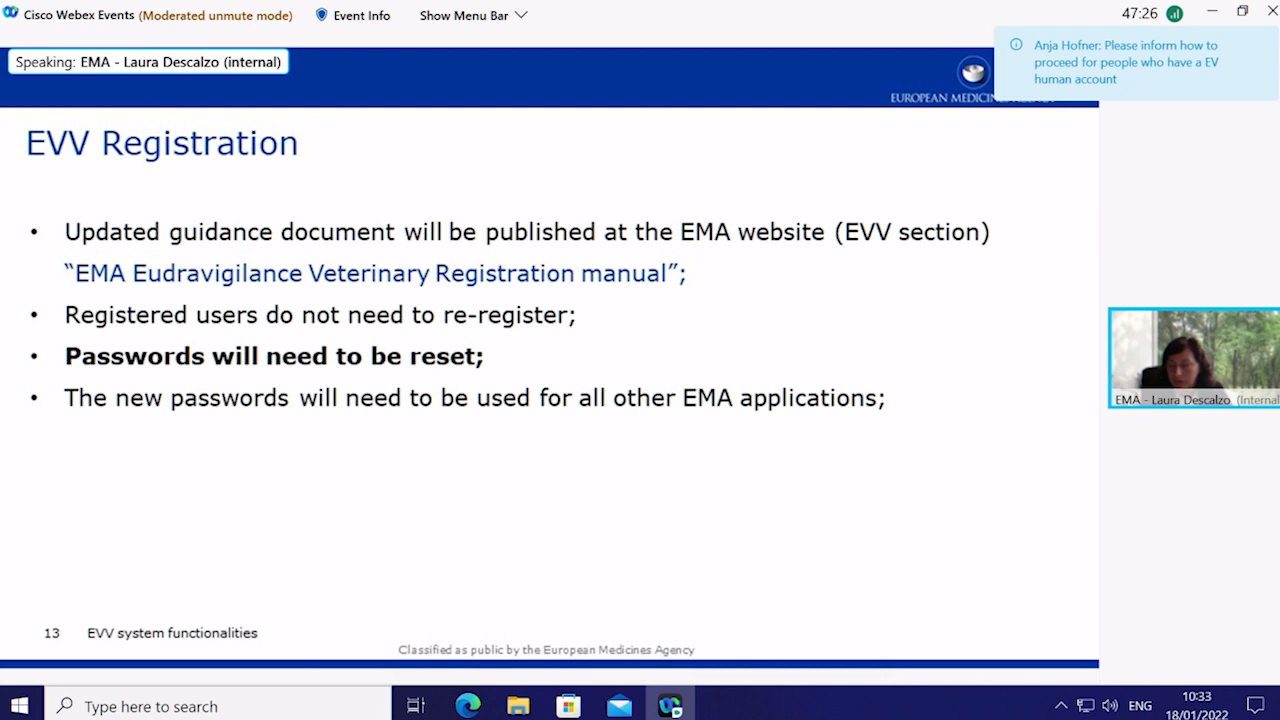 Cisco Webex Events (Moderated unmute mode)
Event Info
Show Menu Bar
47:26
Speaking: EMA - Laura Descalzo (internal)
Anja Hofner: Please inform how to
proceed for people who have a EV
human account
EUROPEAN MEDICINES AGENCY
EVV Registration
• Updated guidance document will be published at the EMA website (EVV section)
“EMA Eudravigilance Veterinary Registration manual”;
• Registered users do not need to re-register;
• Passwords will need to be reset;
• The new passwords will need to be used for all other EMA applications;
EMA - Laura Descalzo (Internal
13 EVV system functionalities
Classified as public by the European Medicines Agency
Type here to search
ENG
10:33
18/01/2022